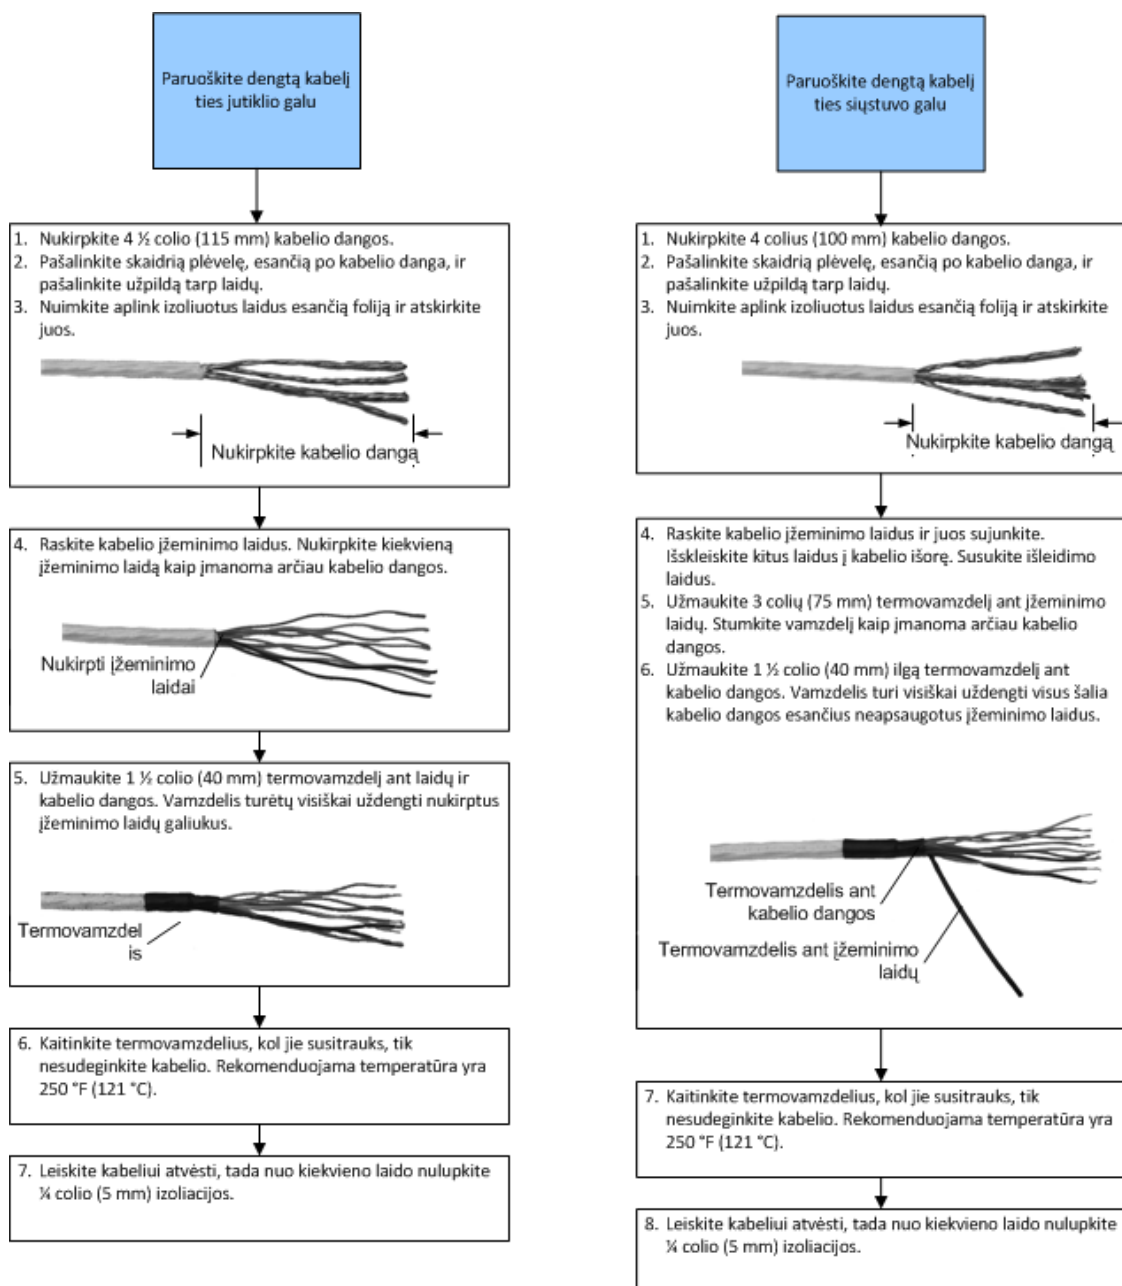 Paruoškite dengtą kabelį
ties jutiklio galu
1. Nukirpkite 4 ½ colio (115 mm) kabelio dangos.
2. Pašalinkite skaidrią plėvelę, esančią po kabelio danga, ir
pašalinkite užpildą tarp laidų.
3. Nuimkite aplink izoliuotus laidus esančią foliją ir atskirkite
juos.
Nukirpkite kabelio dangą
4. Raskite kabelio įžeminimo laidus. Nukirpkite kiekvieną
įžeminimo laidą kaip įmanoma arčiau kabelio dangos.
Nukirpti įžeminimo
laidai
5. Užmaukite 1 ½ colio (40 mm) termovamzdelį ant laidų ir
kabelio dangos. Vamzdelis turėtų visiškai uždengti nukirptus
įžeminimo laidų galiukus.
Termovamzdel
is
6. Kaitinkite termovamzdelius, kol jie susitrauks, tik
nesudeginkite kabelio. Rekomenduojama temperatūra yra
250 °F (121 °C).
7. Leiskite kabeliui atvėsti, tada nuo kiekvieno laido nulupkite
¼ colio (5 mm) izoliacijos.
Paruoškite dengtą kabelį
ties siųstuvo galu
1. Nukirpkite 4 colius (100 mm) kabelio dangos.
2. Pašalinkite skaidrią plėvelę, esančią po kabelio danga, ir
pašalinkite užpildą tarp laidų.
3. Nuimkite aplink izoliuotus laidus esančią foliją ir atskirkite
juos.
Nukirpkite kabelio dangą
4. Raskite kabelio įžeminimo laidus ir juos sujunkite.
Išskleiskite kitus laidus į kabelio išorę. Susukite išleidimo
laidus.
5. Užmaukite 3 colių (75 mm) termovamzdelį ant įžeminimo
laidų. Stumkite vamzdelį kaip įmanoma arčiau kabelio
dangos.
6. Užmaukite 1 ½ colio (40 mm) ilgą termovamzdelį ant
kabelio dangos. Vamzdelis turi visiškai uždengti visus šalia
kabelio dangos esančius neapsaugotus įžeminimo laidus.
Termovamzdelis ant
kabelio dangos
Termovamzdelis ant įžeminimo
laidų
7. Kaitinkite termovamzdelius, kol jie susitrauks, tik
nesudeginkite kabelio. Rekomenduojama temperatūra yra
250 °F (121 °C).
8. Leiskite kabeliui atvėsti, tada nuo kiekvieno laido nulupkite
¼ colio (5 mm) izoliacijos.